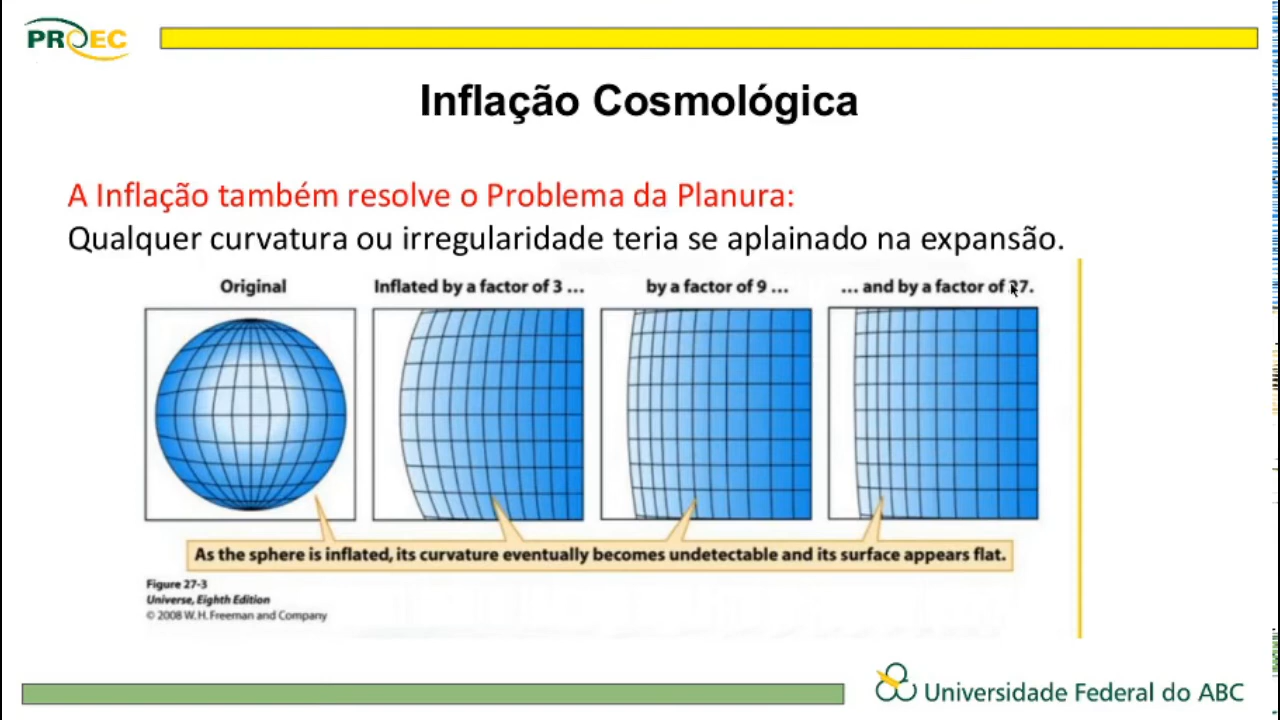 PROEC
Inflação Cosmológica
A Inflação também resolve o Problema da Planura:
Qualquer curvatura ou irregularidade teria se aplainado na expansão.
Original
Inflated by a factor of 3 ...
by a factor of 9 ...
... and by a factor of 27.
As the sphere is inflated, its curvature eventually becomes undetectable and its surface appears flat.
Figure 27-3
Universe, Eighth Edition
© 2008 W.H. Freeman and Company
Universidade Federal do ABC